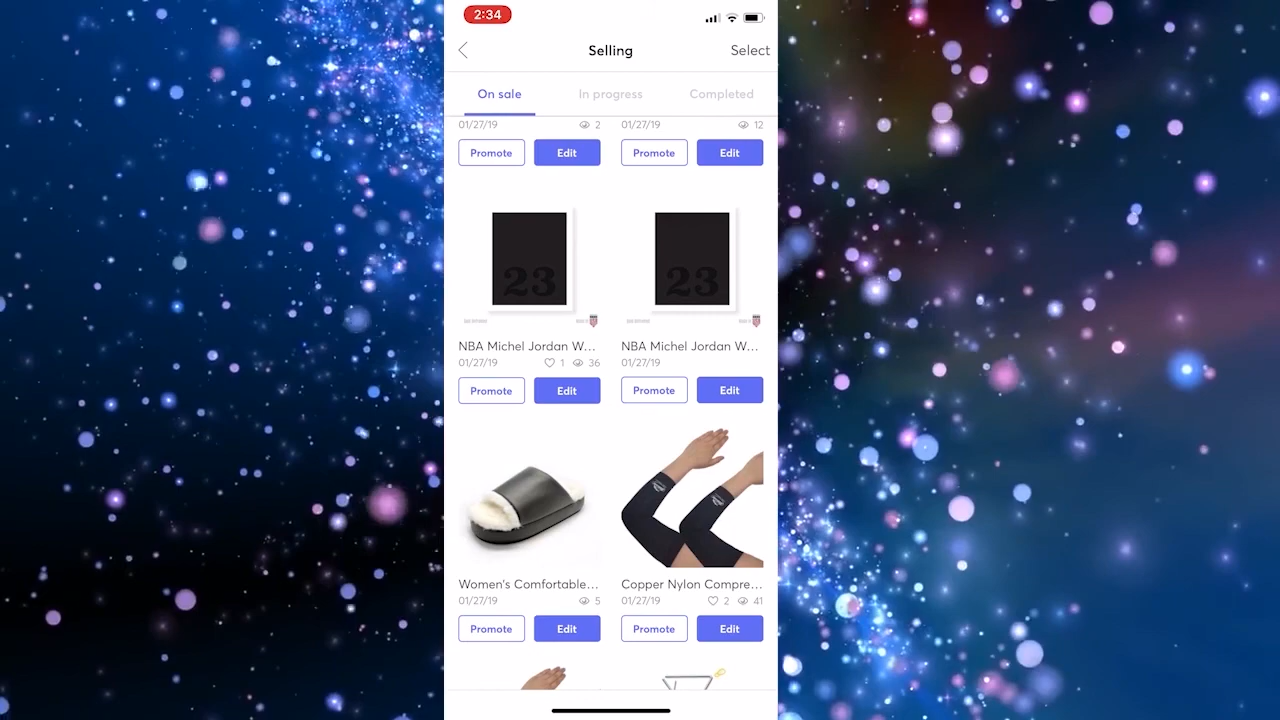 2:34
Selling
Select
On sale
In progress
Completed
01/27/19 2
01/27/19 12
Promote
Edit
Promote
Edit
23
23
NBA Michel Jordan W...
NBA Michel Jordan W...
01/27/19 1 36
01/27/19
Promote
Edit
Promote
Edit
Women's Comfortable...
Copper Nylon Compre...
01/27/19 5
01/27/19 2 41
Promote
Edit
Promote
Edit